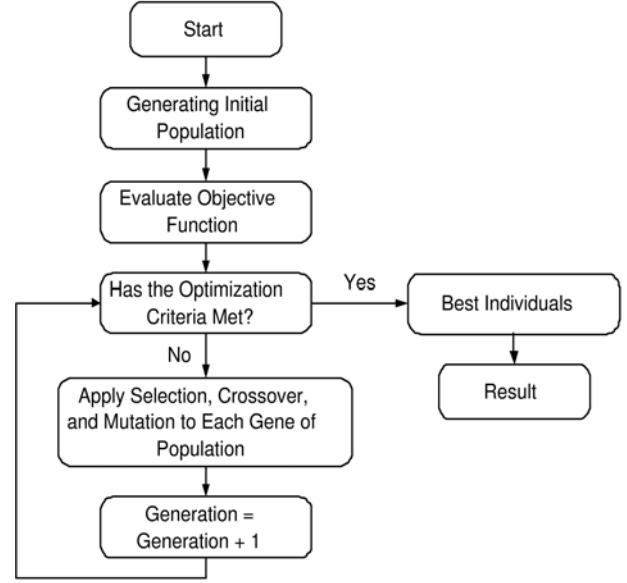 Start
Generating Initial
Population
Evaluate Objective
Function
Has the Optimization
Criteria Met?
Yes
Best Individuals
No
Result
Apply Selection, Crossover,
and Mutation to Each Gene of
Population
Generation =
Generation + 1